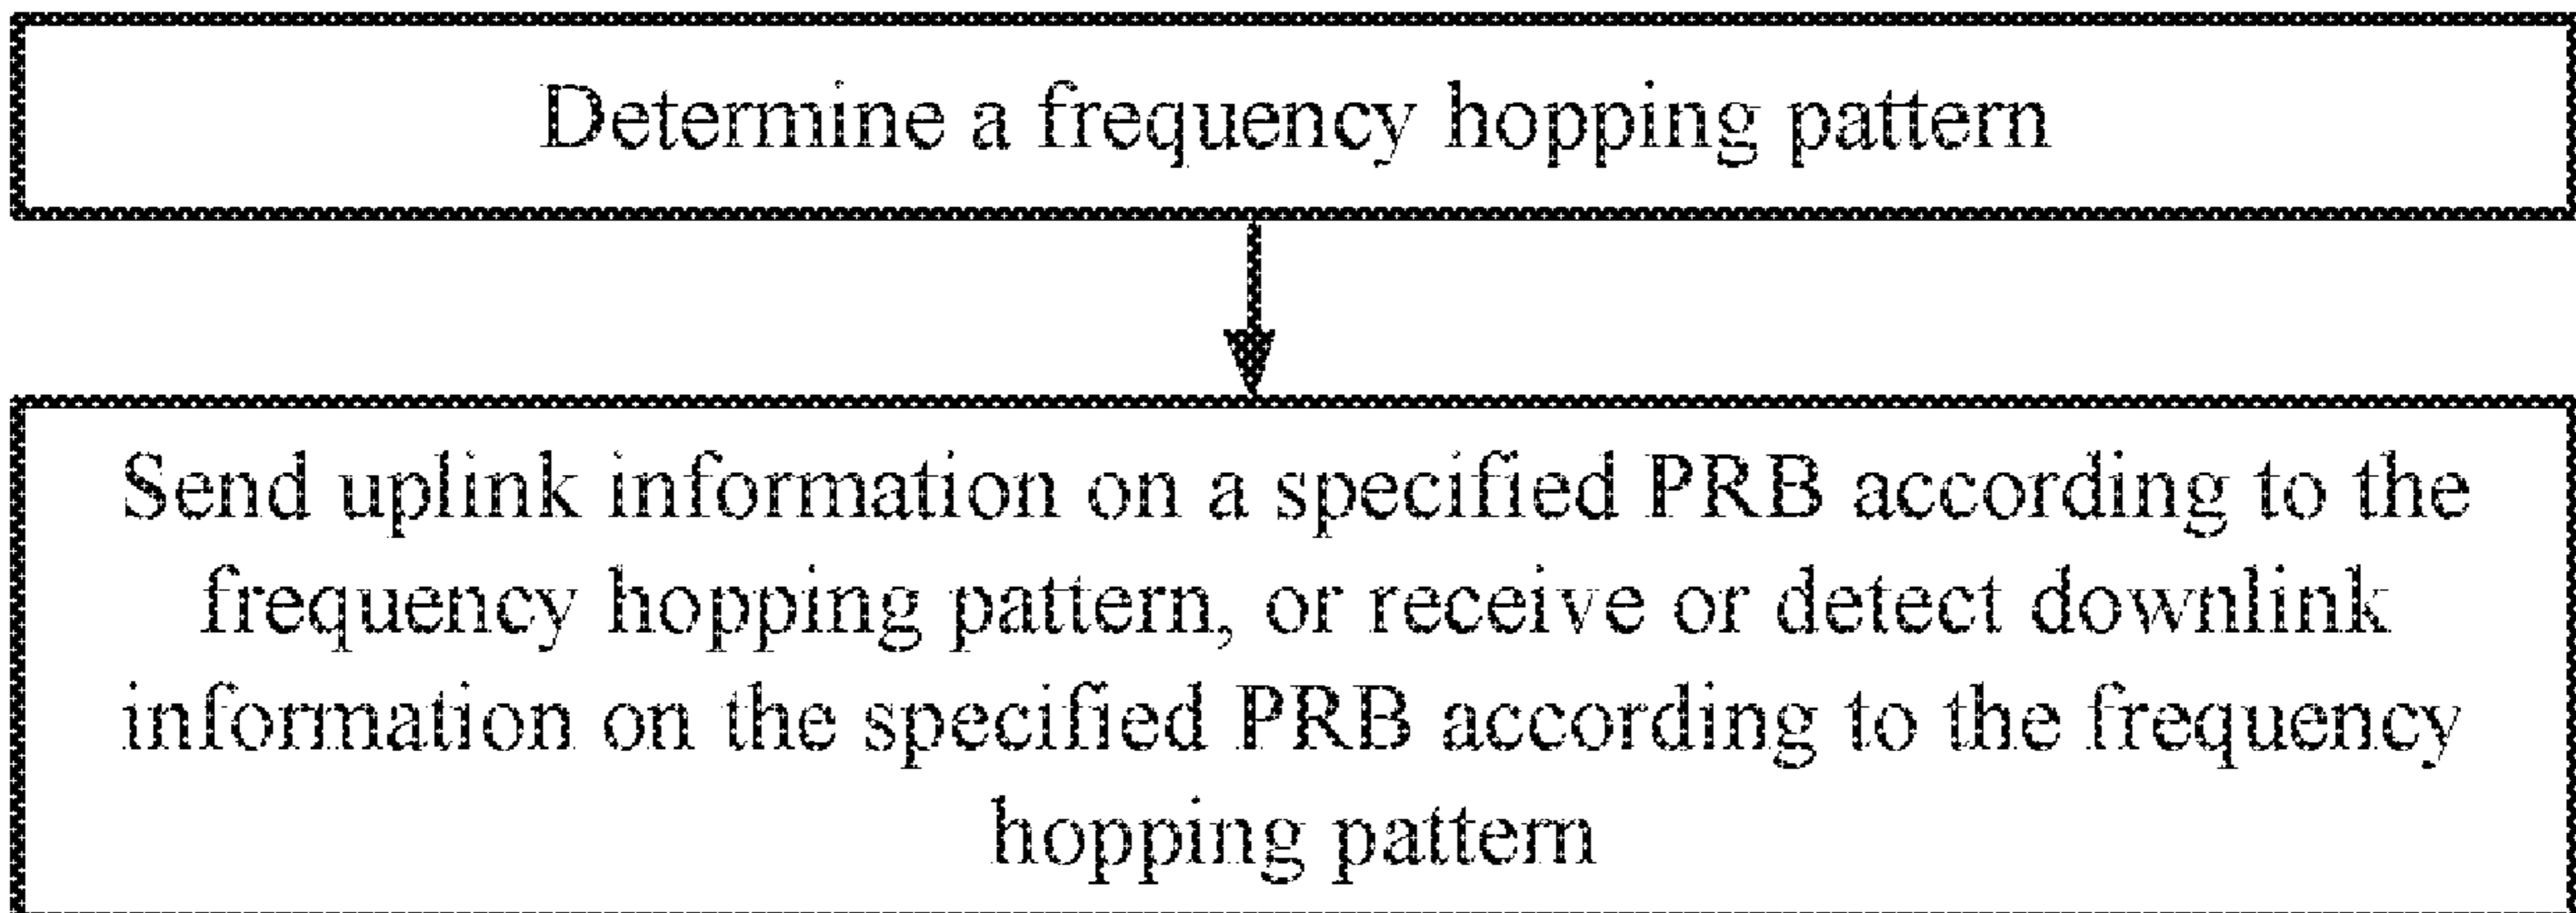 Determine a frequency hopping pattern
Send uplink information on a specified PRB according to the
frequency hopping pattern, or receive or detect downlink
information on the specified PRB according to the frequency
hopping pattern